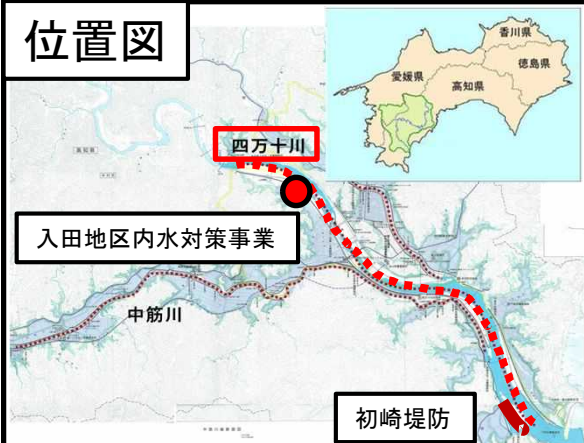 位置図
香川県
徳島県
愛媛県
高知県
四万十川
入田地区内水対策事業
中筋川
初崎堤防